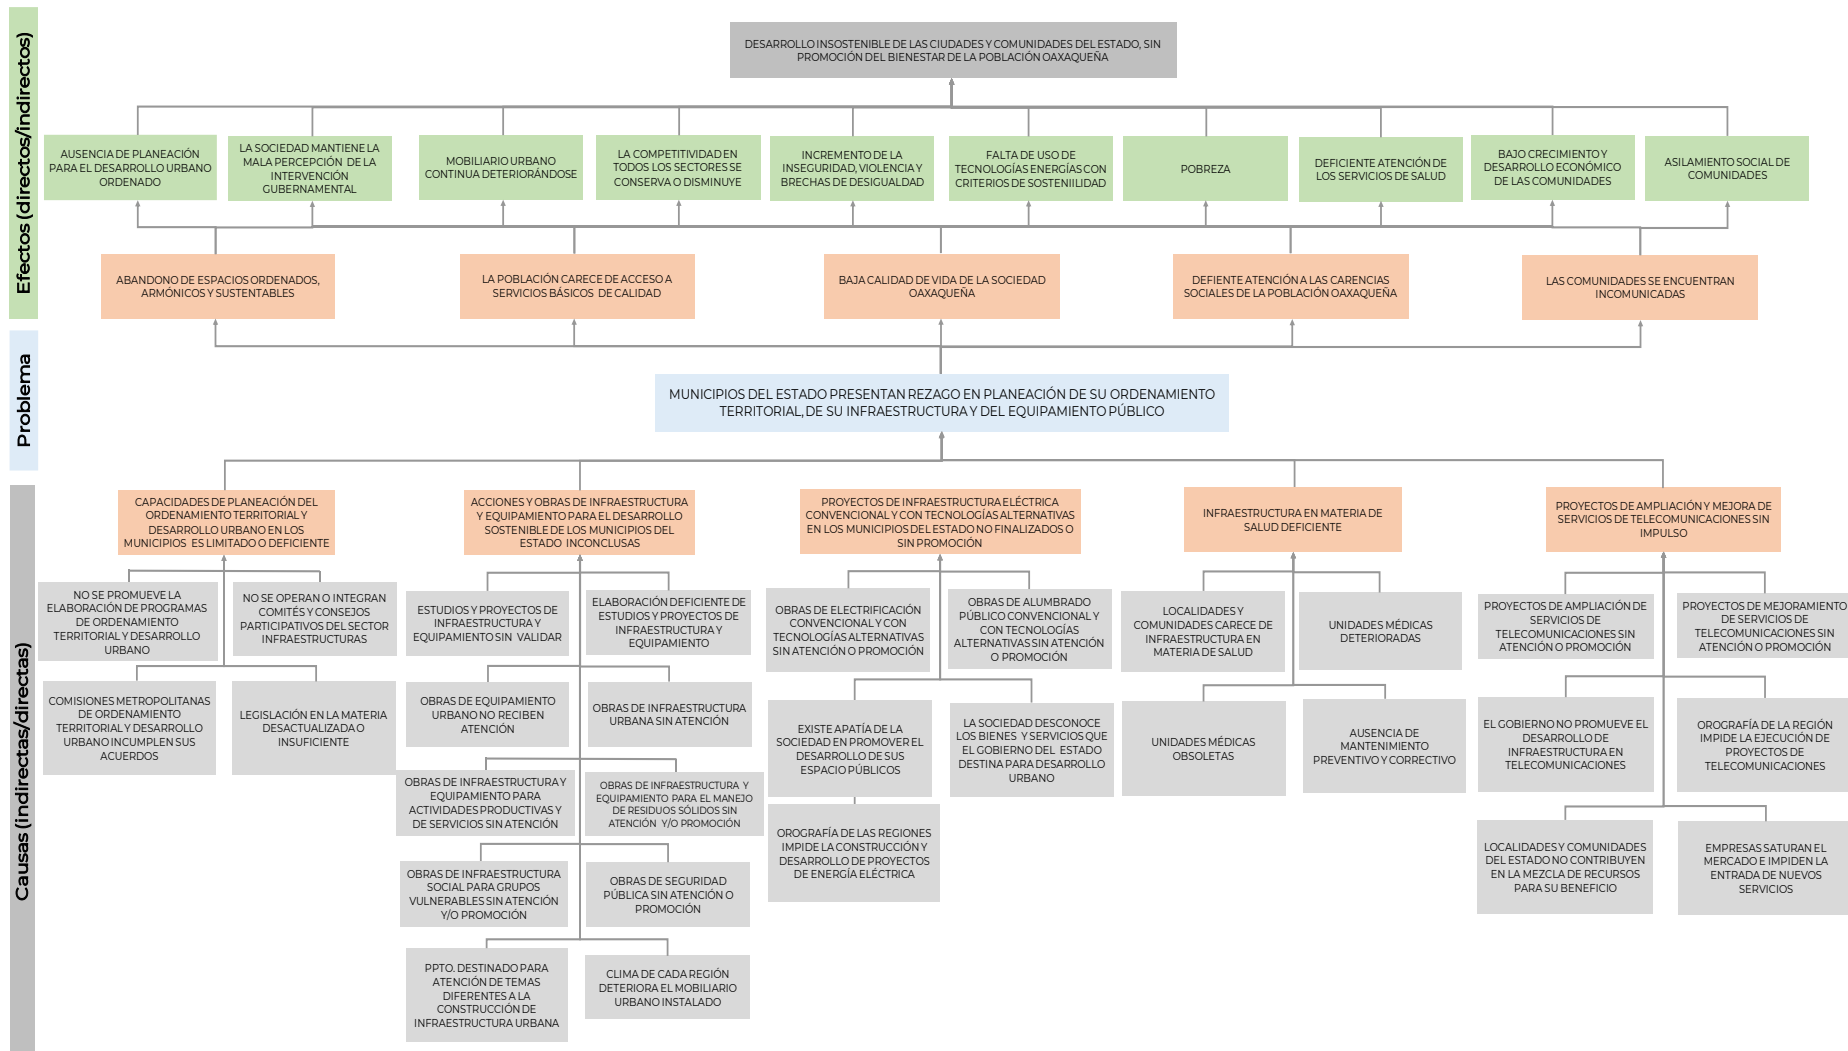 Efectos (directos/indirectos)
DESARROLLO INSOSTENIBLE DE LAS CIUDADES Y COMUNIDADES DEL ESTADO, SIN
PROMOCIÓN DEL BIENESTAR DE LA POBLACIÓN OAXAQUEÑA
AUSENCIA DE PLANEACIÓN
PARA EL DESARROLLO URBANO
ORDENADO
LA SOCIEDAD MANTIENE LA
MALA PERCEPCIÓN DE LA
INTERVENCIÓN
GUBERNAMENTAL
MOBILIARIO URBANO
CONTINUA DETERIORÁNDOSE
LA COMPETITIVIDAD EN
TODOS LOS SECTORES SE
CONSERVA O DISMINUYE
INCREMENTO DE LA
INSEGURIDAD, VIOLENCIA Y
BRECHAS DE DESIGUALDAD
FALTA DE USO DE
TECNOLOGÍAS ENERGÍAS CON
CRITERIOS DE SOSTENIILIDAD
POBREZA
DEFICIENTE ATENCIÓN DE
LOS SERVICIOS DE SALUD
BAJO CRECIMIENTO Y
DESARROLLO ECONÓMICO
DE LAS COMUNIDADES
ASILAMIENTO SOCIAL DE
COMUNIDADES
ABANDONO DE ESPACIOS ORDENADOS,
ARMÓNICOS Y SUSTENTABLES
LA POBLACIÓN CARECE DE ACCESO A
SERVICIOS BÁSICOS DE CALIDAD
BAJA CALIDAD DE VIDA DE LA SOCIEDAD
OAXAQUEÑA
DEFIENTE ATENCIÓN A LAS CARENCIAS
SOCIALES DE LA POBLACIÓN OAXAQUEÑA
LAS COMUNIDADES SE ENCUENTRAN
INCOMUNICADAS
Problema
MUNICIPIOS DEL ESTADO PRESENTAN REZAGO EN PLANEACIÓN DE SU ORDENAMIENTO
TERRITORIAL, DE SU INFRAESTRUCTURA Y DEL EQUIPAMIENTO PÚBLICO
Causas (indirectas/directas)
CAPACIDADES DE PLANEACIÓN DEL
ORDENAMIENTO TERRITORIAL Y
DESARROLLO URBANO EN LOS
MUNICIPIOS ES LIMITADO O DEFICIENTE
ACCIONES Y OBRAS DE INFRAESTRUCTURA
Y EQUIPAMIENTO PARA EL DESARROLLO
SOSTENIBLE DE LOS MUNICIPIOS DEL
ESTADO INCONCLUSAS
PROYECTOS DE INFRAESTRUCTURA ELÉCTRICA
CONVENCIONAL Y CON TECNOLOGÍAS ALTERNATIVAS
EN LOS MUNICIPIOS DEL ESTADO NO FINALIZADOS O
SIN PROMOCIÓN
INFRAESTRUCTURA EN MATERIA DE
SALUD DEFICIENTE
PROYECTOS DE AMPLIACIÓN Y MEJORA DE
SERVICIOS DE TELECOMUNICACIONES SIN
IMPULSO
NO SE PROMUEVE LA
ELABORACIÓN DE PROGRAMAS
DE ORDENAMIENTO
TERRITORIAL Y DESARROLLO
URBANO
NO SE OPERAN O INTEGRAN
COMITÉS Y CONSEJOS
PARTICIPATIVOS DEL SECTOR
INFRAESTRUCTURAS
ESTUDIOS Y PROYECTOS DE
INFRAESTRUCTURA Y
EQUIPAMIENTO SIN VALIDAR
ELABORACIÓN DEFICIENTE DE
ESTUDIOS Y PROYECTOS DE
INFRAESTRUCTURA Y
EQUIPAMIENTO
OBRAS DE ELECTRIFICACIÓN
CONVENCIONAL Y CON
TECNOLOGÍAS ALTERNATIVAS
SIN ATENCIÓN O PROMOCIÓN
OBRAS DE ALUMBRADO
PÚBLICO CONVENCIONAL Y
CON TECNOLOGÍAS
ALTERNATIVAS SIN ATENCIÓN
O PROMOCIÓN
LOCALIDADES Y
COMUNIDADES CARECE DE
INFRAESTRUCTURA EN
MATERIA DE SALUD
UNIDADES MÉDICAS
DETERIORADAS
PROYECTOS DE AMPLIACIÓN DE
SERVICIOS DE
TELECOMUNICACIONES SIN
ATENCIÓN O PROMOCIÓN
PROYECTOS DE MEJORAMIENTO
DE SERVICIOS DE
TELECOMUNICACIONES SIN
ATENCIÓN O PROMOCIÓN
COMISIONES METROPOLITANAS
DE ORDENAMIENTO
TERRITORIAL Y DESARROLLO
URBANO INCUMPLEN SUS
ACUERDOS
LEGISLACIÓN EN LA MATERIA
DESACTUALIZADA O
INSUFICIENTE
OBRAS DE EQUIPAMIENTO
URBANO NO RECIBEN
ATENCIÓN
OBRAS DE INFRAESTRUCTURA
URBANA SIN ATENCIÓN
EXISTE APATÍA DE LA
SOCIEDAD EN PROMOVER EL
DESARROLLO DE SUS
ESPACIO PÚBLICOS
LA SOCIEDAD DESCONOCE
LOS BIENES Y SERVICIOS QUE
EL GOBIERNO DEL ESTADO
DESTINA PARA DESARROLLO
URBANO
UNIDADES MÉDICAS
OBSOLETAS
AUSENCIA DE
MANTENIMIENTO
PREVENTIVO Y CORRECTIVO
EL GOBIERNO NO PROMUEVE EL
DESARROLLO DE
INFRAESTRUCTURA EN
TELECOMUNICACIONES
OROGRAFÍA DE LA REGIÓN
IMPIDE LA EJECUCIÓN DE
PROYECTOS DE
TELECOMUNICACIONES
OBRAS DE INFRAESTRUCTURA Y
EQUIPAMIENTO PARA
ACTIVIDADES PRODUCTIVAS Y
DE SERVICIOS SIN ATENCIÓN
OBRAS DE INFRAESTRUCTURA Y
EQUIPAMIENTO PARA EL MANEJO
DE RESIDUOS SÓLIDOS SIN
ATENCIÓN Y/O PROMOCIÓN
OROGRAFÍA DE LAS REGIONES
IMPIDE LA CONSTRUCCIÓN Y
DESARROLLO DE PROYECTOS
DE ENERGÍA ELÉCTRICA
LOCALIDADES Y COMUNIDADES
DEL ESTADO NO CONTRIBUYEN
EN LA MEZCLA DE RECURSOS
PARA SU BENEFICIO
EMPRESAS SATURAN EL
MERCADO E IMPIDEN LA
ENTRADA DE NUEVOS
SERVICIOS
OBRAS DE INFRAESTRUCTURA
SOCIAL PARA GRUPOS
VULNERABLES SIN ATENCIÓN
Y/O PROMOCIÓN
OBRAS DE SEGURIDAD
PÚBLICA SIN ATENCIÓN O
PROMOCIÓN
PPTO. DESTINADO PARA
ATENCIÓN DE TEMAS
DIFERENTES A LA
CONSTRUCCIÓN DE
INFRAESTRUCTURA URBANA
CLIMA DE CADA REGIÓN
DETERIORA EL MOBILIARIO
URBANO INSTALADO